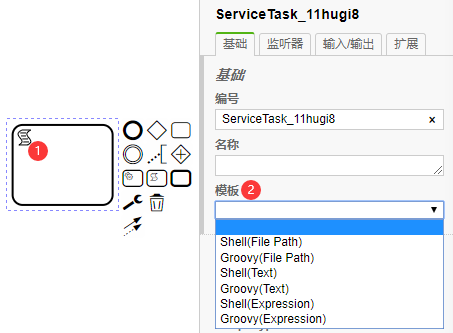 ServiceTask_11hugi8
基础
监听器
输入/输出
扩展
基础
编号
ServiceTask_11hugi8 ×
名称
1
模板 2
Shell(File Path)
Groovy(File Path)
Shell(Text)
Groovy(Text)
Shell(Expression)
Groovy(Expression)